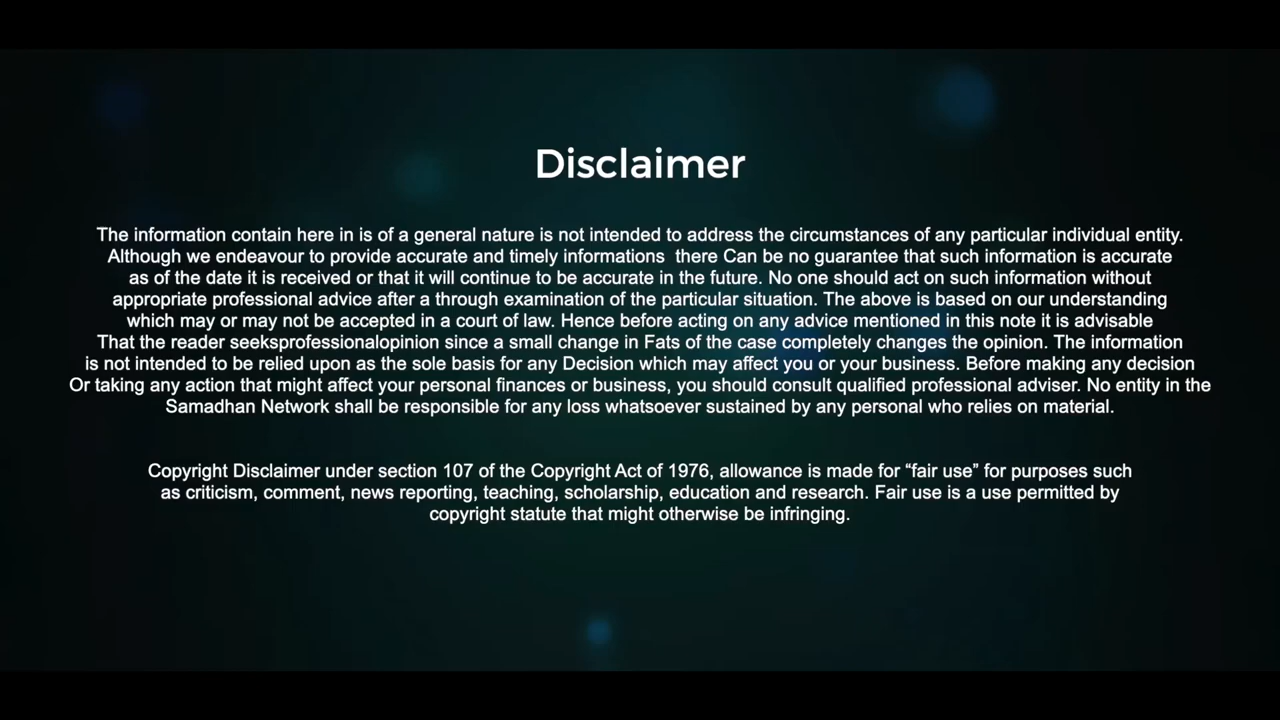 Disclaimer
The information contain here in is of a general nature is not intended to address the circumstances of any particular individual entity.
Although we endeavour to provide accurate and timely informations  there Can be no guarantee that such information is accurate
as of the date it is received or that it will continue to be accurate in the future. No one should act on such information without
appropriate professional advice after a through examination of the particular situation. The above is based on our understanding
which may or may not be accepted in a court of law. Hence before acting on any advice mentioned in this note it is advisable
That the reader seeksprofessionalopinion since a small change in Fats of the case completely changes the opinion. The information
is not intended to be relied upon as the sole basis for any Decision which may affect you or your business. Before making any decision
Or taking any action that might affect your personal finances or business, you should consult qualified professional adviser. No entity in the
Samadhan Network shall be responsible for any loss whatsoever sustained by any personal who relies on material.
Copyright Disclaimer under section 107 of the Copyright Act of 1976, allowance is made for “fair use” for purposes such
as criticism, comment, news reporting, teaching, scholarship, education and research. Fair use is a use permitted by
copyright statute that might otherwise be infringing.